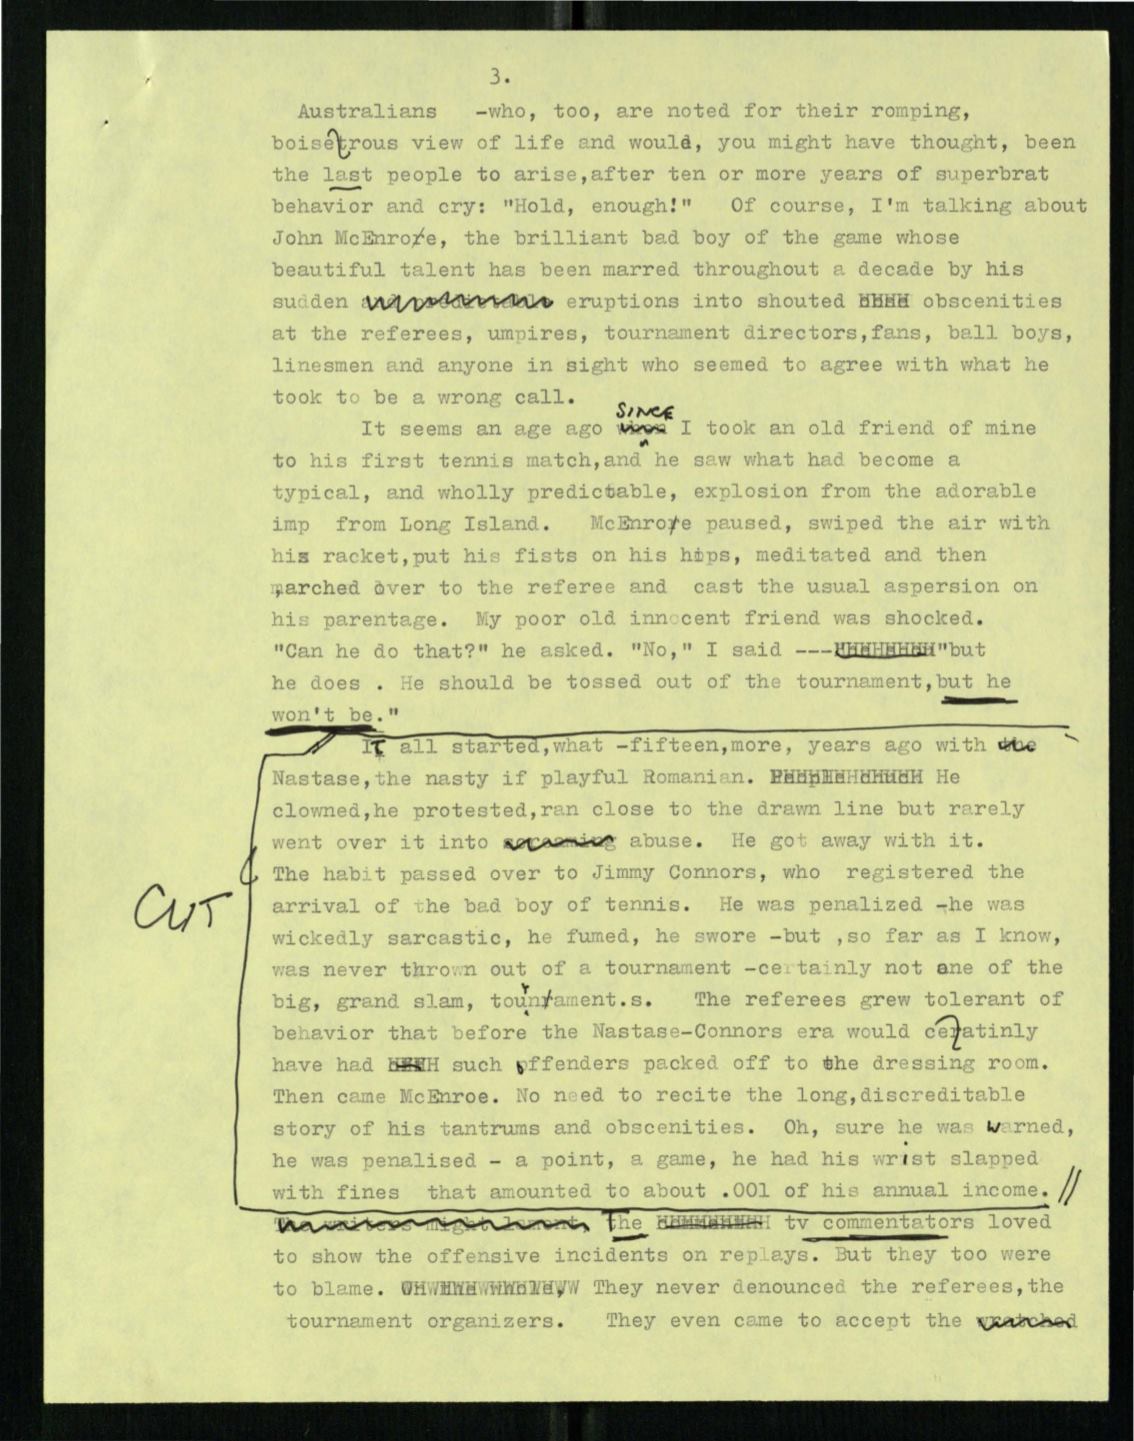 3.
Australians -who, too, are noted for their romping,
boisetrous view of life and would, you might have thought, been
the last people to arise,after ten or more years of superbrat
behavior and cry: "Hold, enough!" Of course, I'm talking about
John McEnroe, the brilliant bad boy of the game whose
beautiful talent has been marred throughout a decade by his
sudden eruptions into shouted obscenities
at the referees, umpires, tournament directors,fans, ball boys,
linesmen and anyone in sight who seemed to agree with what he
took to be a wrong call.
SINCE
It seems an age ago I took an old friend of mine
to his first tennis match,and he saw what had become a
typical, and wholly predictable, explosion from the adorable
imp from Long Island. McEnroe paused, swiped the air with
his racket,put his fists on his hips, meditated and then
marched over to the referee and cast the usual aspersion on
his parentage. My poor old innocent friend was shocked.
"Can he do that?" he asked. "No," I said --- "but
he does . He should be tossed out of the tournament,but he
won't be."
It all started,what -fifteen,more, years ago with the
Nastase,the nasty if playful Romanian. He
clowned,he protested,ran close to the drawn line but rarely
went over it into screaming abuse. He got away with it.
The habit passed over to Jimmy Connors, who registered the
CUT
arrival of the bad boy of tennis. He was penalized -he was
wickedly sarcastic, he fumed, he swore -but ,so far as I know,
was never thrown out of a tournament -certainly not one of the
big, grand slam, tournament.s. The referees grew tolerant of
behavior that before the Nastase-Connors era would ceratinly
have had such offenders packed off to the dressing room.
Then came McEnroe. No need to recite the long,discreditable
story of his tantrums and obscenities. Oh, sure he was warned,
he was penalised - a point, a game, he had his wrist slapped
with fines that amounted to about .001 of his annual income. //
The writers might lament, The tv commentators loved
to show the offensive incidents on replays. But they too were
to blame. They never denounced the referees,the
tournament organizers. They even came to accept the wretched